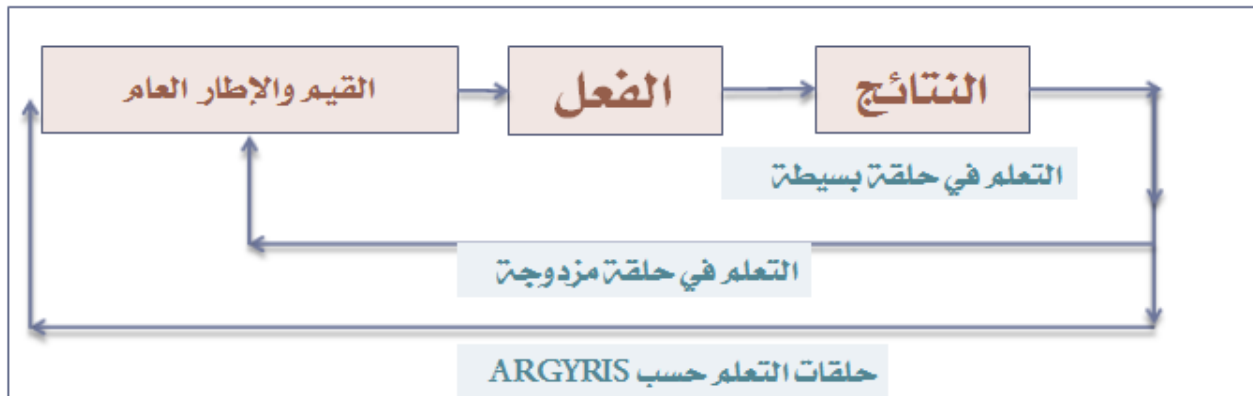 القيم والإطار العام
الفعل
النتائج
التعلم في حلقة بسيطة
التعلم في حلقة مزدوجة
حلقات التعلم حسب ARGYRIS